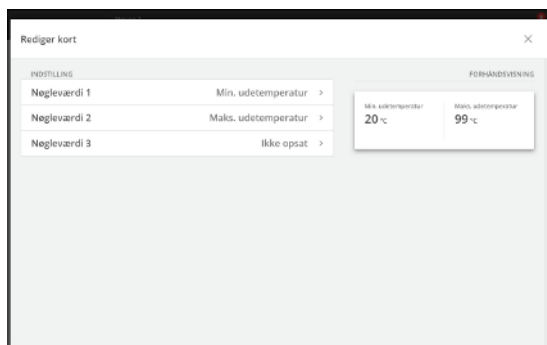 Rediger kort
INDSTILLING
FORHÅNDSVISNING
Nøgleværdi 1 Min. udetemperatur
Nøgleværdi 2 Maks. udetemperatur
Nøgleværdi 3 Ikke opsat
Min. udetemperatur Maks. udetemperatur
20 °C 99 °C